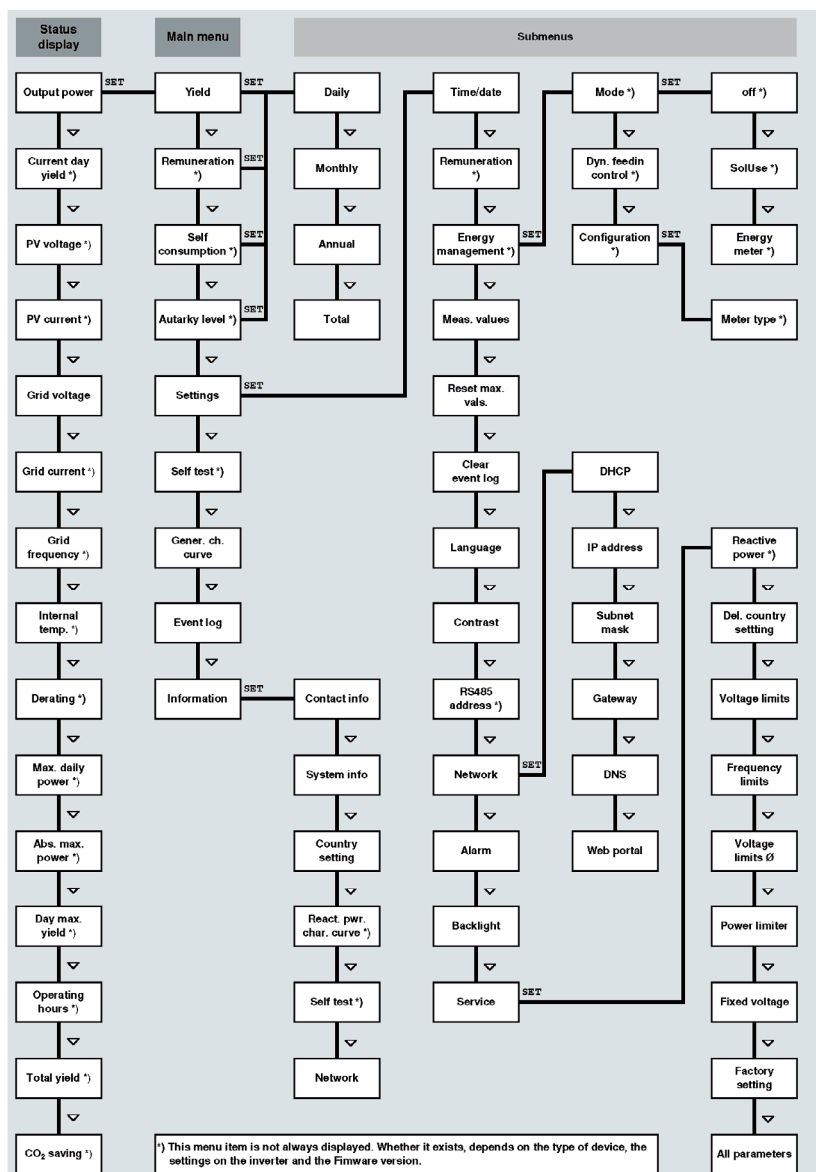 Status
display
Main menu
Submenus
Output power
SET
Yield
SET
Daily
Time/date
Mode *)
SET
off *)
Current day
yield *)
Remuneration
*)
SET
Monthly
Remuneration
*)
Dyn. feedin
control *)
SolUse *)
PV voltage *)
Self
consumption *)
SET
Annual
Energy
management *)
SET
Configuration
*)
SET
Energy
meter *)
PV current *)
Autarky level *)
SET
Total
Meas. values
Meter type *)
Grid voltage
Settings
SET
Reset max.
vals.
Grid current *)
Self test *)
Clear
event log
DHCP
Grid
frequency *)
Gener. ch.
curve
Language
IP address
Reactive
power *)
Internal
temp. *)
Event log
Contrast
Subnet
mask
Del. country
settting
Derating *)
Information
SET
Contact info
RS485
address *)
Gateway
Voltage limits
Max. daily
power *)
System info
Network
SET
DNS
Frequency
limits
Abs. max.
power *)
Country
setting
Alarm
Web portal
Voltage
limits Ø
Day max.
yield *)
React. pwr.
char. curve *)
Backlight
Power limiter
Operating
hours *)
Self test *)
Service
SET
Fixed voltage
Total yield *)
Network
Factory
setting
CO₂ saving *)
*) This menu item is not always displayed. Whether it exists, depends on the type of device, the
settings on the inverter and the Fimware version.
All parameters